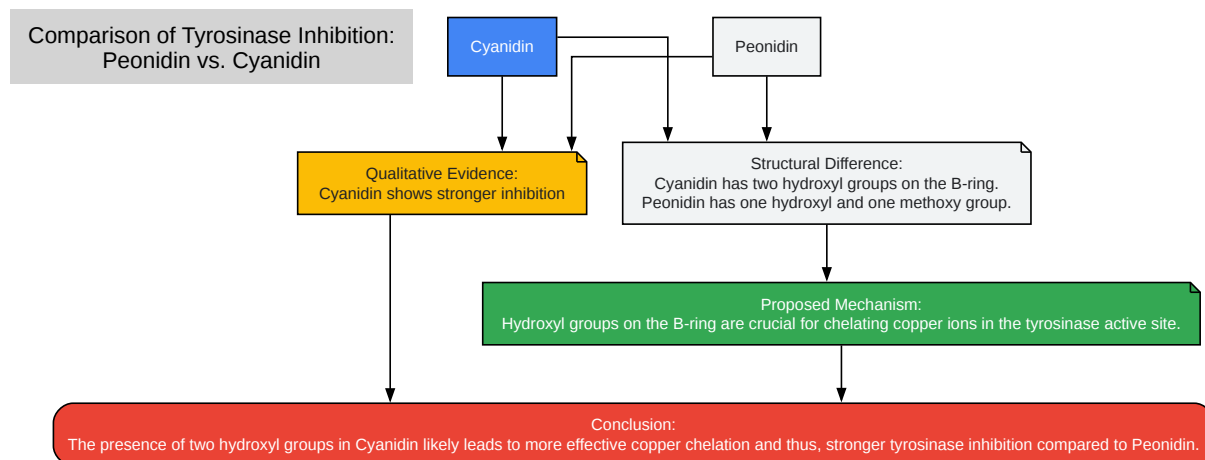 Comparison of Tyrosinase Inhibition:
Peonidin vs. Cyanidin
Cyanidin
Peonidin
Qualitative Evidence:
Cyanidin shows stronger inhibition
Structural Difference:
Cyanidin has two hydroxyl groups on the B-ring.
Peonidin has one hydroxyl and one methoxy group.
Proposed Mechanism:
Hydroxyl groups on the B-ring are crucial for chelating copper ions in the tyrosinase active site.
Conclusion:
The presence of two hydroxyl groups in Cyanidin likely leads to more effective copper chelation and thus, stronger tyrosinase inhibition compared to Peonidin.